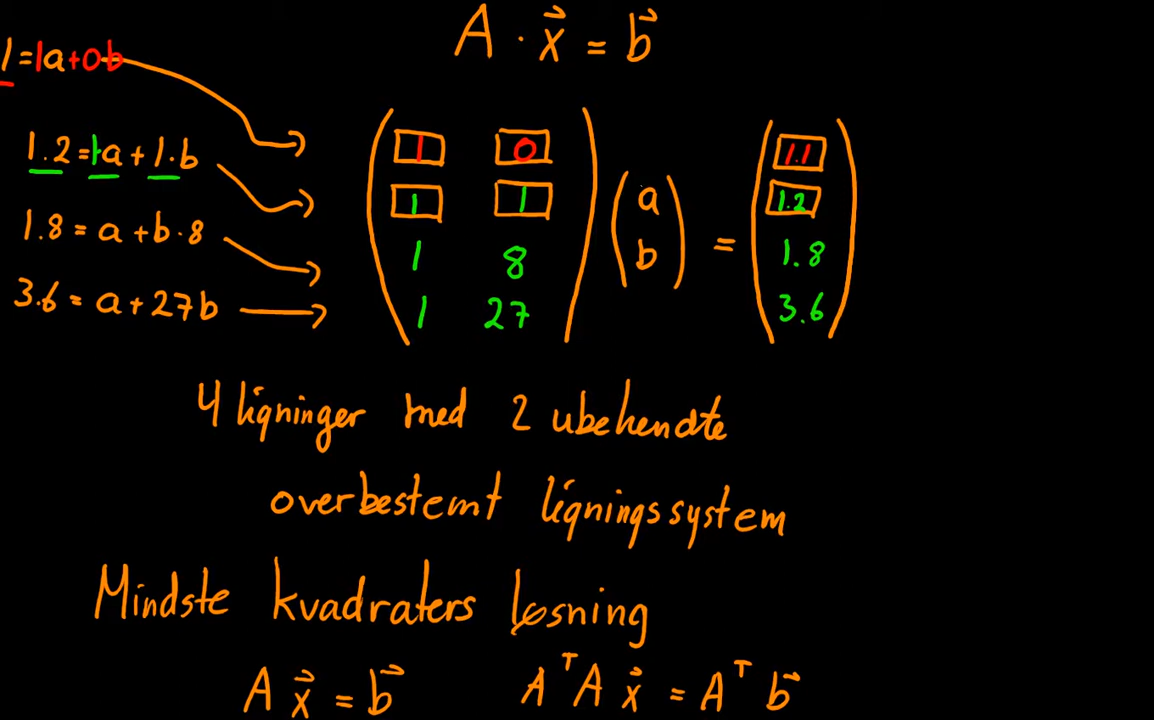 A · x⃗ = b⃗
1 = 1a + 0b
1.2 = 1a + 1·b
1.8 = a + b·8
3.6 = a + 27b
1 0
1 1
1 8
1 27
a
b
=
1.1
1.2
1.8
3.6
4 ligninger med 2 ubekendte
overbestemt ligningssystem
Mindste kvadraters løsning
A x⃗ = b⃗ AᵀA x⃗ = Aᵀ b⃗